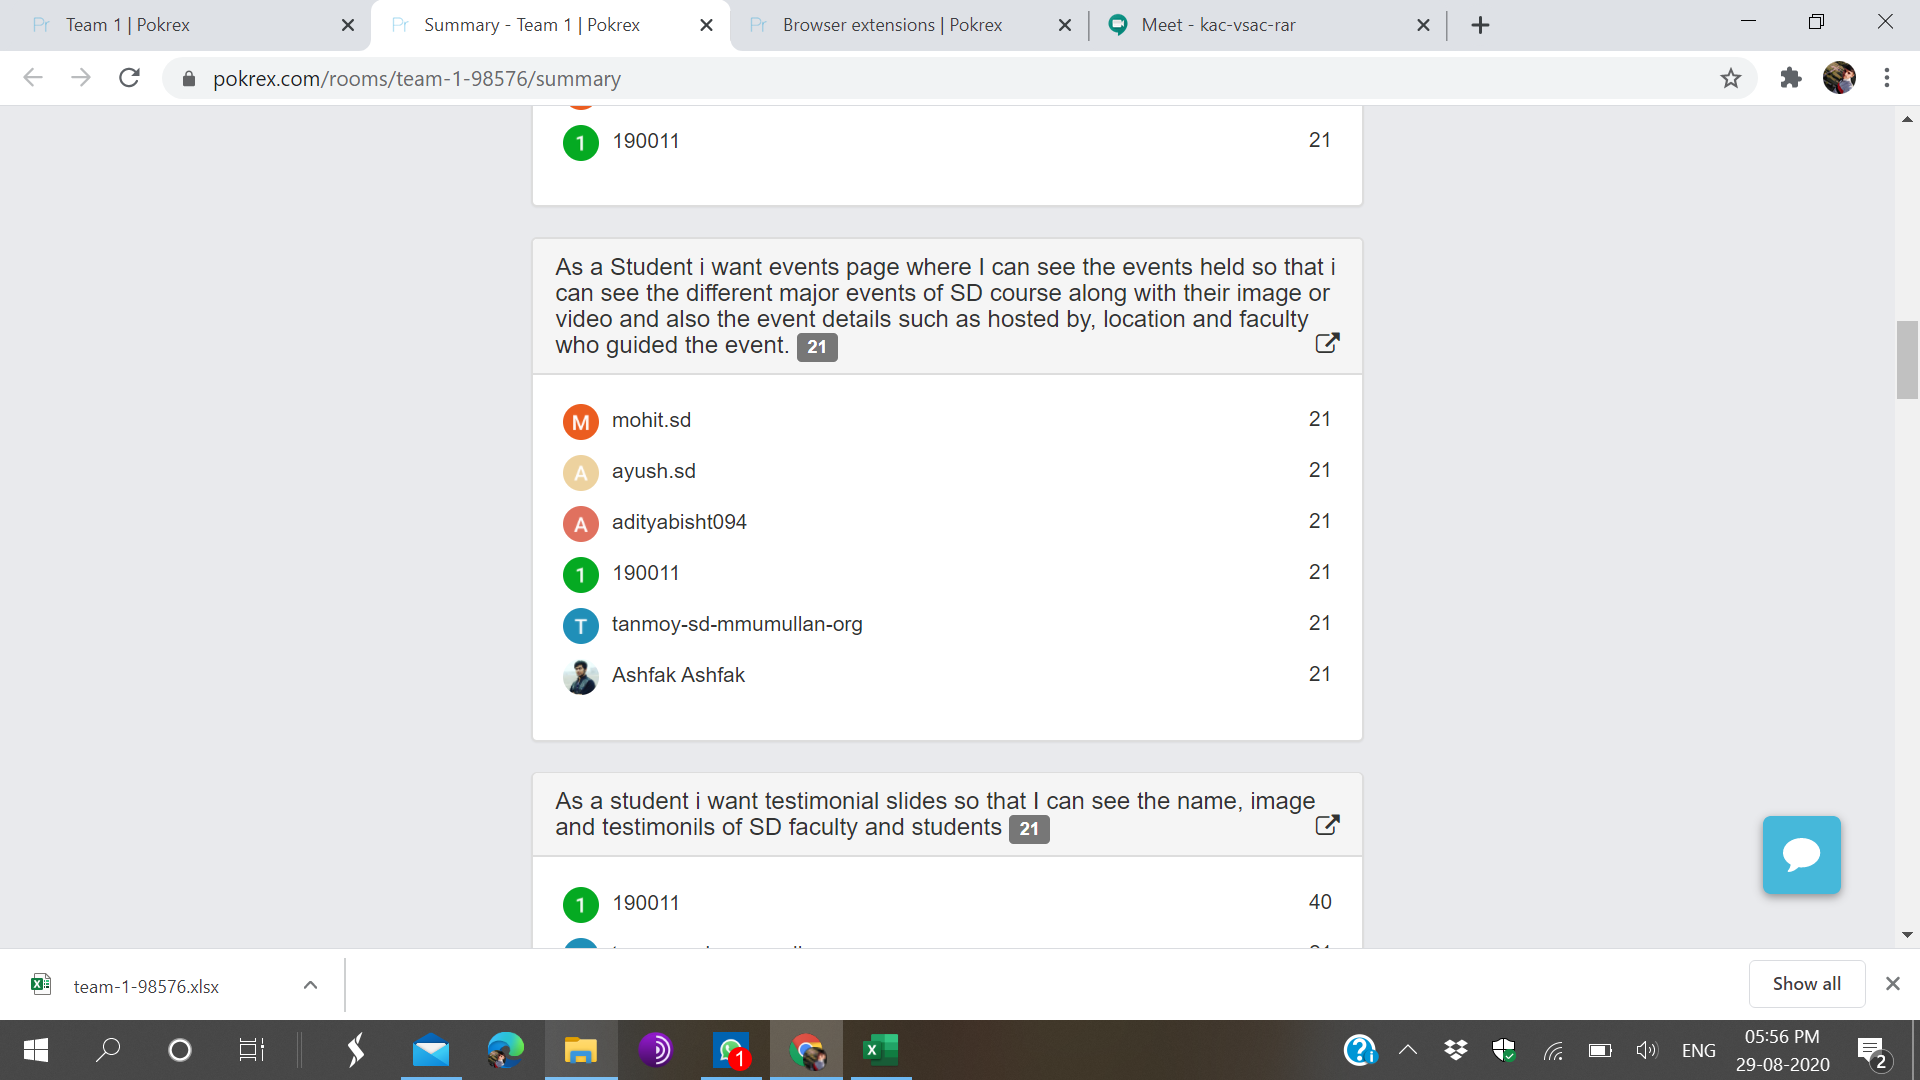 Pr Team 1 | Pokrex
Pr Summary - Team 1 | Pokrex
Pr Browser extensions | Pokrex
Meet - kac-vsac-rar
pokrex.com/rooms/team-1-98576/summary
1 190011 21
As a Student i want events page where I can see the events held so that i
can see the different major events of SD course along with their image or
video and also the event details such as hosted by, location and faculty
who guided the event. 21
M mohit.sd 21
A ayush.sd 21
A adityabisht094 21
1 190011 21
T tanmoy-sd-mmumullan-org 21
Ashfak Ashfak 21
As a student i want testimonial slides so that I can see the name, image
and testimonils of SD faculty and students 21
1 190011 40
team-1-98576.xlsx
Show all
1
ENG
05:56 PM
29-08-2020
2